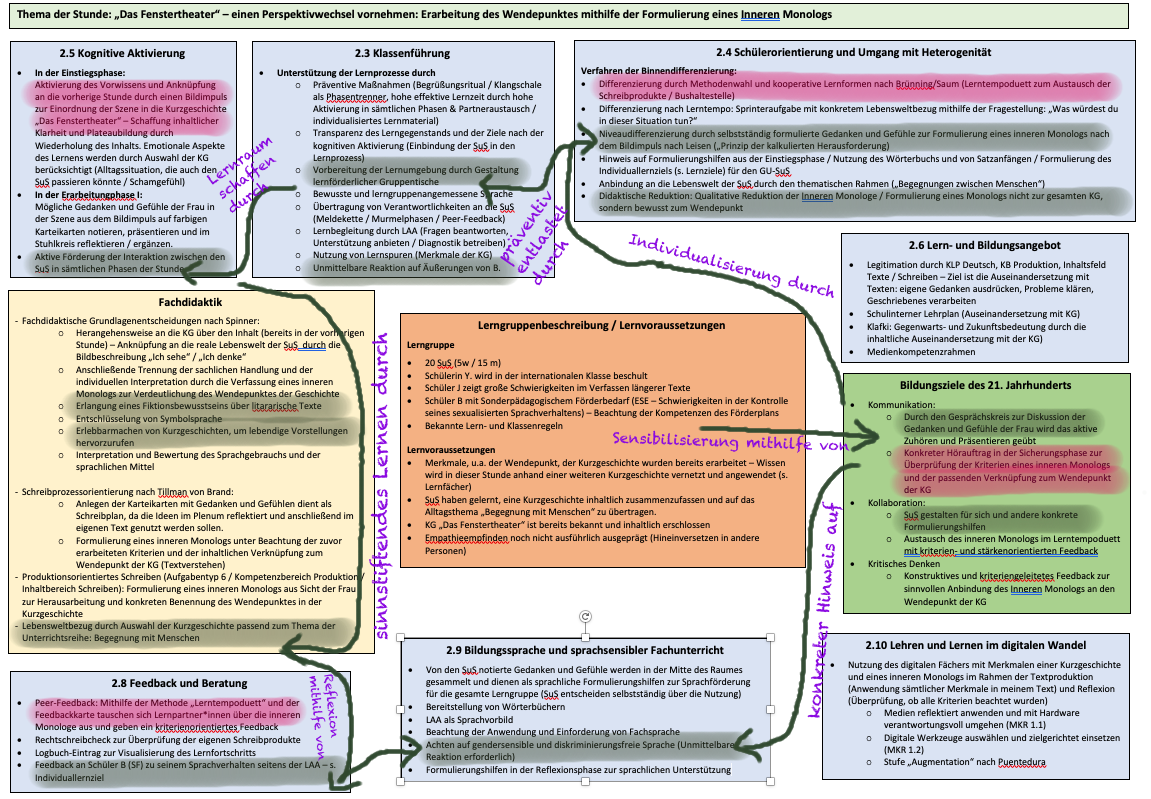 Thema der Stunde: „Das Fenstertheater“ – einen Perspektivwechsel vornehmen: Erarbeitung des Wendepunktes mithilfe der Formulierung eines Inneren Monologs
2.5 Kognitive Aktivierung
• In der Einstiegsphase:
Aktivierung des Vorwissens und Anknüpfung
an die vorherige Stunde durch einen Bildimpuls
zur Einordnung der Szene in die Kurzgeschichte
„Das Fenstertheater“ – Schaffung inhaltlicher
Klarheit und Plateaubildung durch
Wiederholung des Inhalts. Emotionale Aspekte
des Lernens werden durch Auswahl der KG
berücksichtigt (Alltagssituation, die auch den
SuS passieren könnte / Schamgefühl)
• In der Erarbeitungsphase I:
Mögliche Gedanken und Gefühle der Frau in
der Szene aus dem Bildimpuls auf farbigen
Karteikarten notieren, präsentieren und im
Stuhlkreis reflektieren / ergänzen.
• Aktive Förderung der Interaktion zwischen den
SuS in sämtlichen Phasen der Stunde
2.3 Klassenführung
• Unterstützung der Lernprozesse durch
o Präventive Maßnahmen (Begrüßungsritual / Klangschale
als Phasentrenner, hohe effektive Lernzeit durch hohe
Aktivierung in sämtlichen Phasen & Partneraustausch /
individualisiertes Lernmaterial)
o Transparenz des Lerngegenstands und der Ziele nach der
kognitiven Aktivierung (Einbindung der SuS in den
Lernprozess)
o Vorbereitung der Lernumgebung durch Gestaltung
lernförderlicher Gruppentische
o Bewusste und lerngruppenangemessene Sprache
o Übertragung von Verantwortlichkeiten an die SuS
(Meldekette / Murmelphase / Peer-Feedback)
o Lernbegleitung durch LAA (Fragen beantworten,
Unterstützung anbieten / Diagnostik betreiben)
o Nutzung von Lernspuren (Merkmale der KG)
o Unmittelbare Reaktion auf Äußerungen von B.
2.4 Schülerorientierung und Umgang mit Heterogenität
Verfahren der Binnendifferenzierung:
• Differenzierung durch Methodenwahl und kooperative Lernformen nach Brünning/Saum (Lerntempoduett zum Austausch der
Schreibprodukte / Bushaltestelle)
• Differenzierung nach Lerntempo: Sprinteraufgabe mit konkretem Lebensweltbezug mithilfe der Fragestellung: „Was würdest du
in dieser Situation tun?“
• Niveaudifferenzierung durch selbstständig formulierte Gedanken und Gefühle zur Formulierung eines inneren Monologs nach
dem Bildimpuls nach Leisen („Prinzip der kalkulierten Herausforderung)
• Hinweis auf Formulierungshilfen aus der Einstiegsphase / Nutzung des Wörterbuchs und von Satzanfängen / Formulierung des
Individuallernziels (s. Lernziele) für den GU-SuS
• Anbindung an die Lebenswelt der SuS durch den thematischen Rahmen („Begegnungen zwischen Menschen“)
• Didaktische Reduktion: Qualitative Reduktion der Inneren Monologe / Formulierung eines Monologs nicht zur gesamten KG,
sondern bewusst zum Wendepunkt
Lernraum
schaffen
durch
präventiv
entlastet
durch
Individualisierung durch
2.6 Lern- und Bildungsangebot
• Legitimation durch KLP Deutsch, KB Produktion, Inhaltsfeld
Texte / Schreiben – Ziel ist die Auseinandersetzung mit
Texten: eigene Gedanken ausdrücken, Probleme klären,
Geschriebenes verarbeiten
• Schulinterner Lehrplan (Auseinandersetzung mit KG)
• Klafki: Gegenwarts- und Zukunftsbedeutung durch die
inhaltliche Auseinandersetzung mit der KG)
• Medienkompetenzrahmen
Fachdidaktik
- Fachdidaktische Grundlagenentscheidungen nach Spinner:
o Herangehensweise an die KG über den Inhalt (bereits in der vorherigen
Stunde) – Anknüpfung an die reale Lebenswelt der SuS durch die
Bildbeschreibung „Ich sehe“ / „Ich denke“
o Anschließende Trennung der sachlichen Handlung und der
individuellen Interpretation durch die Verfassung eines inneren
Monologs zur Verdeutlichung des Wendepunktes der Geschichte
o Erlangung eines Fiktionsbewusstseins über litararische Texte
o Entschlüsselung von Symbolsprache
o Erlebbarmachen von Kurzgeschichten, um lebendige Vorstellungen
hervorzurufen
o Interpretation und Bewertung des Sprachgebrauchs und der
sprachlichen Mittel
- Schreibprozessorientierung nach Tillman von Brand:
o Anlegen der Karteikarten mit Gedanken und Gefühlen dient als
Schreibplan, da die Ideen im Plenum reflektiert und anschließend im
eigenen Text genutzt werden sollen.
o Formulierung eines inneren Monologs unter Beachtung der zuvor
erarbeiteten Kriterien und der inhaltlichen Verknüpfung zum
Wendepunkt der KG (Textverstehen)
- Produktionsorientiertes Schreiben (Aufgabentyp 6 / Kompetenzbereich Produktion /
Inhaltbereich Schreiben): Formulierung eines inneren Monologs aus Sicht der Frau
zur Herausarbeitung und konkreten Benennung des Wendepunktes in der
Kurzgeschichte
- Lebensweltbezug durch Auswahl der Kurzgeschichte passend zum Thema der
Unterrichtsreihe: Begegnung mit Menschen
sinnstiftendes Lernen durch
Lerngruppenbeschreibung / Lernvoraussetzungen
Lerngruppe
• 20 SuS (5w / 15 m)
• Schülerin Y. wird in der internationalen Klasse beschult
• Schüler J zeigt große Schwierigkeiten im Verfassen längerer Texte
• Schüler B mit Sonderpädagogischem Förderbedarf (ESE – Schwierigkeiten in der Kontrolle
seines sexualisierten Sprachverhaltens) – Beachtung der Kompetenzen des Förderplans
• Bekannte Lern- und Klassenregeln
Lernvoraussetzungen
• Merkmale, u.a. der Wendepunkt, der Kurzgeschichte wurden bereits erarbeitet – Wissen
wird in dieser Stunde anhand einer weiteren Kurzgeschichte vernetzt und angewendet (s.
Lernfächer)
• SuS haben gelernt, eine Kurzgeschichte inhaltlich zusammenzufassen und auf das
Alltagsthema „Begegnung mit Menschen“ zu übertragen.
• KG „Das Fenstertheater“ ist bereits bekannt und inhaltlich erschlossen
• Empathieempfinden noch nicht ausführlich ausgeprägt (Hineinversetzen in andere
Personen)
Sensibilisierung mithilfe von
Bildungsziele des 21. Jahrhunderts
• Kommunikation:
o Durch den Gesprächskreis zur Diskussion der
Gedanken und Gefühle der Frau wird das aktive
Zuhören und Präsentieren geübt
o Konkreter Hörauftrag in der Sicherungsphase zur
Überprüfung der Kriterien eines inneren Monologs
und der passenden Verknüpfung zum Wendepunkt
der KG
• Kollaboration:
o SuS gestalten für sich und andere konkrete
Formulierungshilfen
o Austausch des inneren Monologs im Lerntempoduett
mit kriterien- und stärkenorientierten Feedback
• Kritisches Denken
o Konstruktives und kriteriengeleitetes Feedback zur
sinnvollen Anbindung des Inneren Monologs an den
Wendepunkt der KG
konkreter Hinweis auf
2.8 Feedback und Beratung
• Peer-Feedback: Mithilfe der Methode „Lerntempoduett“ und der
Feedbackkarte tauschen sich Lernpartner*innen über die inneren
Monologe aus und geben ein kriterienorientiertes Feedback
• Rechtschreibcheck zur Überprüfung der eigenen Schreibprodukte
• Logbuch-Eintrag zur Visualisierung des Lernfortschritts
• Feedback an Schüler B (SF) zu seinem Sprachverhalten seitens der LAA – s.
Individuallernziel
Reflexion
mithilfe von
2.9 Bildungssprache und sprachsensibler Fachunterricht
• Von den SuS notierte Gedanken und Gefühle werden in der Mitte des Raumes
gesammelt und dienen als sprachliche Formulierungshilfen zur Sprachförderung
für die gesamte Lerngruppe (SuS entscheiden selbstständig über die Nutzung)
• Bereitstellung von Wörterbüchern
• LAA als Sprachvorbild
• Beachtung der Anwendung und Einforderung von Fachsprache
• Achten auf gendersensible und diskriminierungsfreie Sprache (Unmittelbare
Reaktion erforderlich)
• Formulierungshilfen in der Reflexionsphase zur sprachlichen Unterstützung
2.10 Lehren und Lernen im digitalen Wandel
• Nutzung des digitalen Fächers mit Merkmalen einer Kurzgeschichte
und eines inneren Monologs im Rahmen der Textproduktion
(Anwendung sämtlicher Merkmale in meinem Text) und Reflexion
(Überprüfung, ob alle Kriterien beachtet wurden)
o Medien reflektiert anwenden und mit Hardware
verantwortungsvoll umgehen (MKR 1.1)
o Digitale Werkzeuge auswählen und zielgerichtet einsetzen
(MKR 1.2)
o Stufe „Augmentation“ nach Puentedura